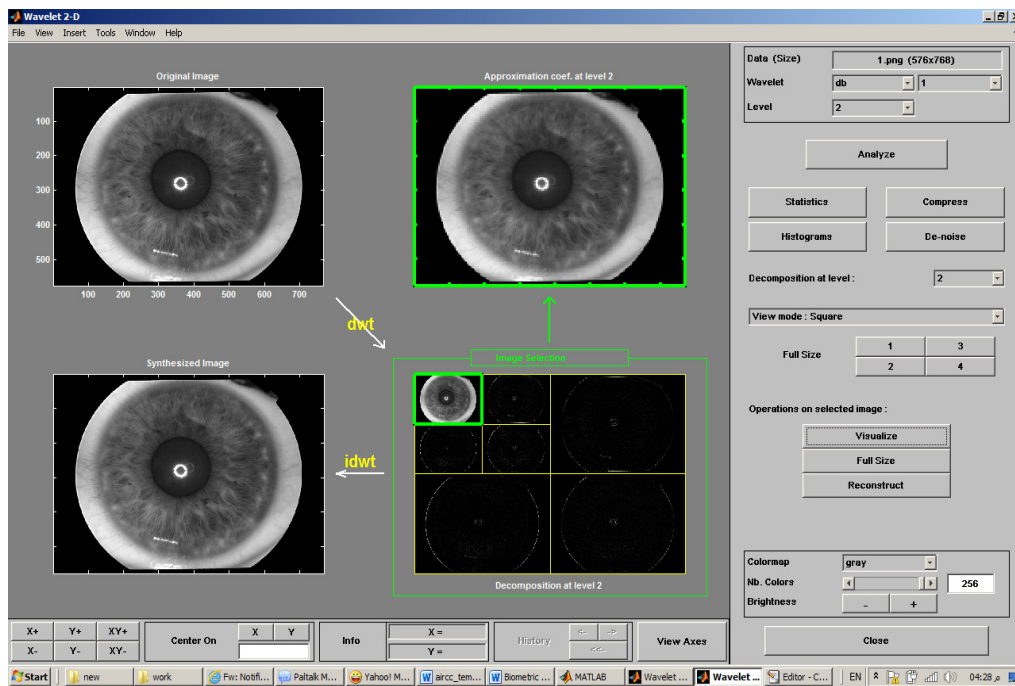 Wavelet 2-D
File View Insert Tools Window Help
Original Image
100
200
300
400
500
100 200 300 400 500 600 700
Approximation coef. at level 2
dwt
Image Selection
Synthesized Image
idwt
Decomposition at level 2
Data (Size) 1.png (576x768)
Wavelet db 1
Level 2
Analyze
Statistics Compress
Histograms De-noise
Decomposition at level : 2
View mode : Square
Full Size 1 3
2 4
Operations on selected image :
Visualize
Full Size
Reconstruct
Colormap gray
Nb. Colors 256
Brightness - +
X+ Y+ XY+
X- Y- XY-
Center On X Y
Info X =
Y =
History <- ->
<<-
View Axes
Close
Start new work Fw: Notifi... Paltalk M... Yahoo! M... aircc_tem... Biometric ... MATLAB Wavelet ... Wavelet ... Editor - C... EN 04:28 م